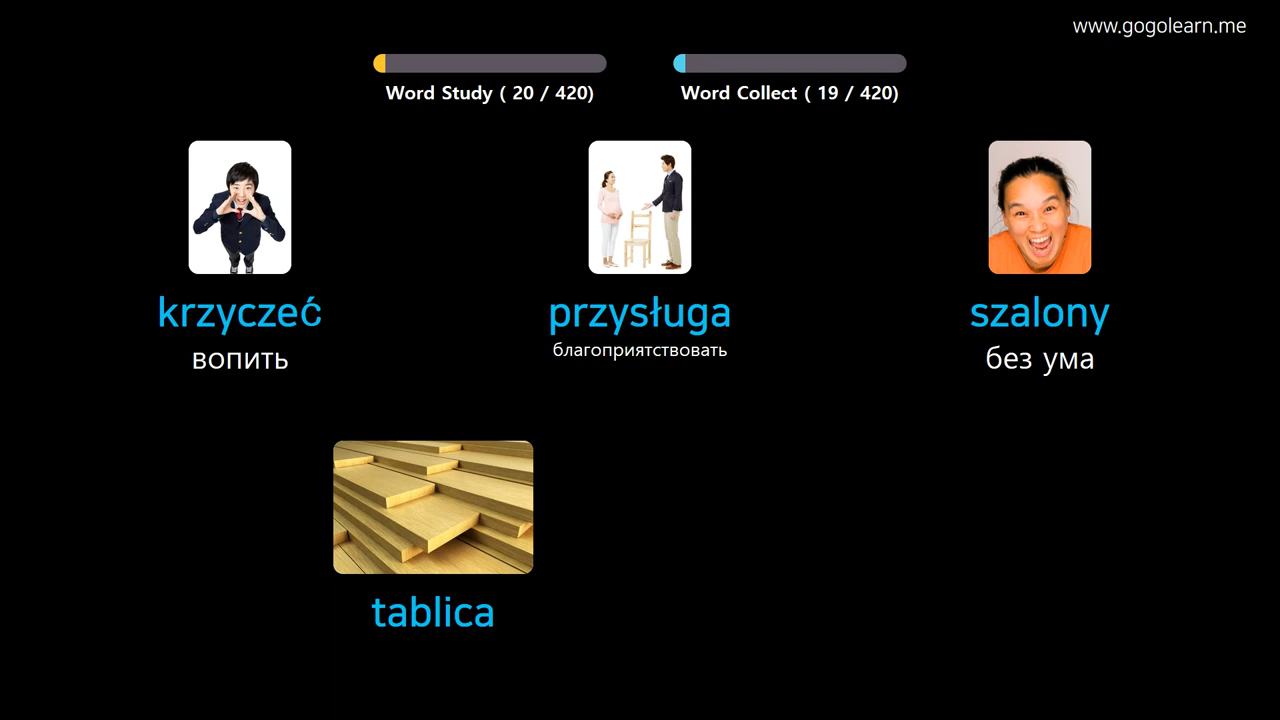 www.gogolearn.me
Word Study ( 20 / 420)
Word Collect ( 19 / 420)
krzyczeć
вопить
przysługa
благоприятствовать
szalony
без ума
tablica